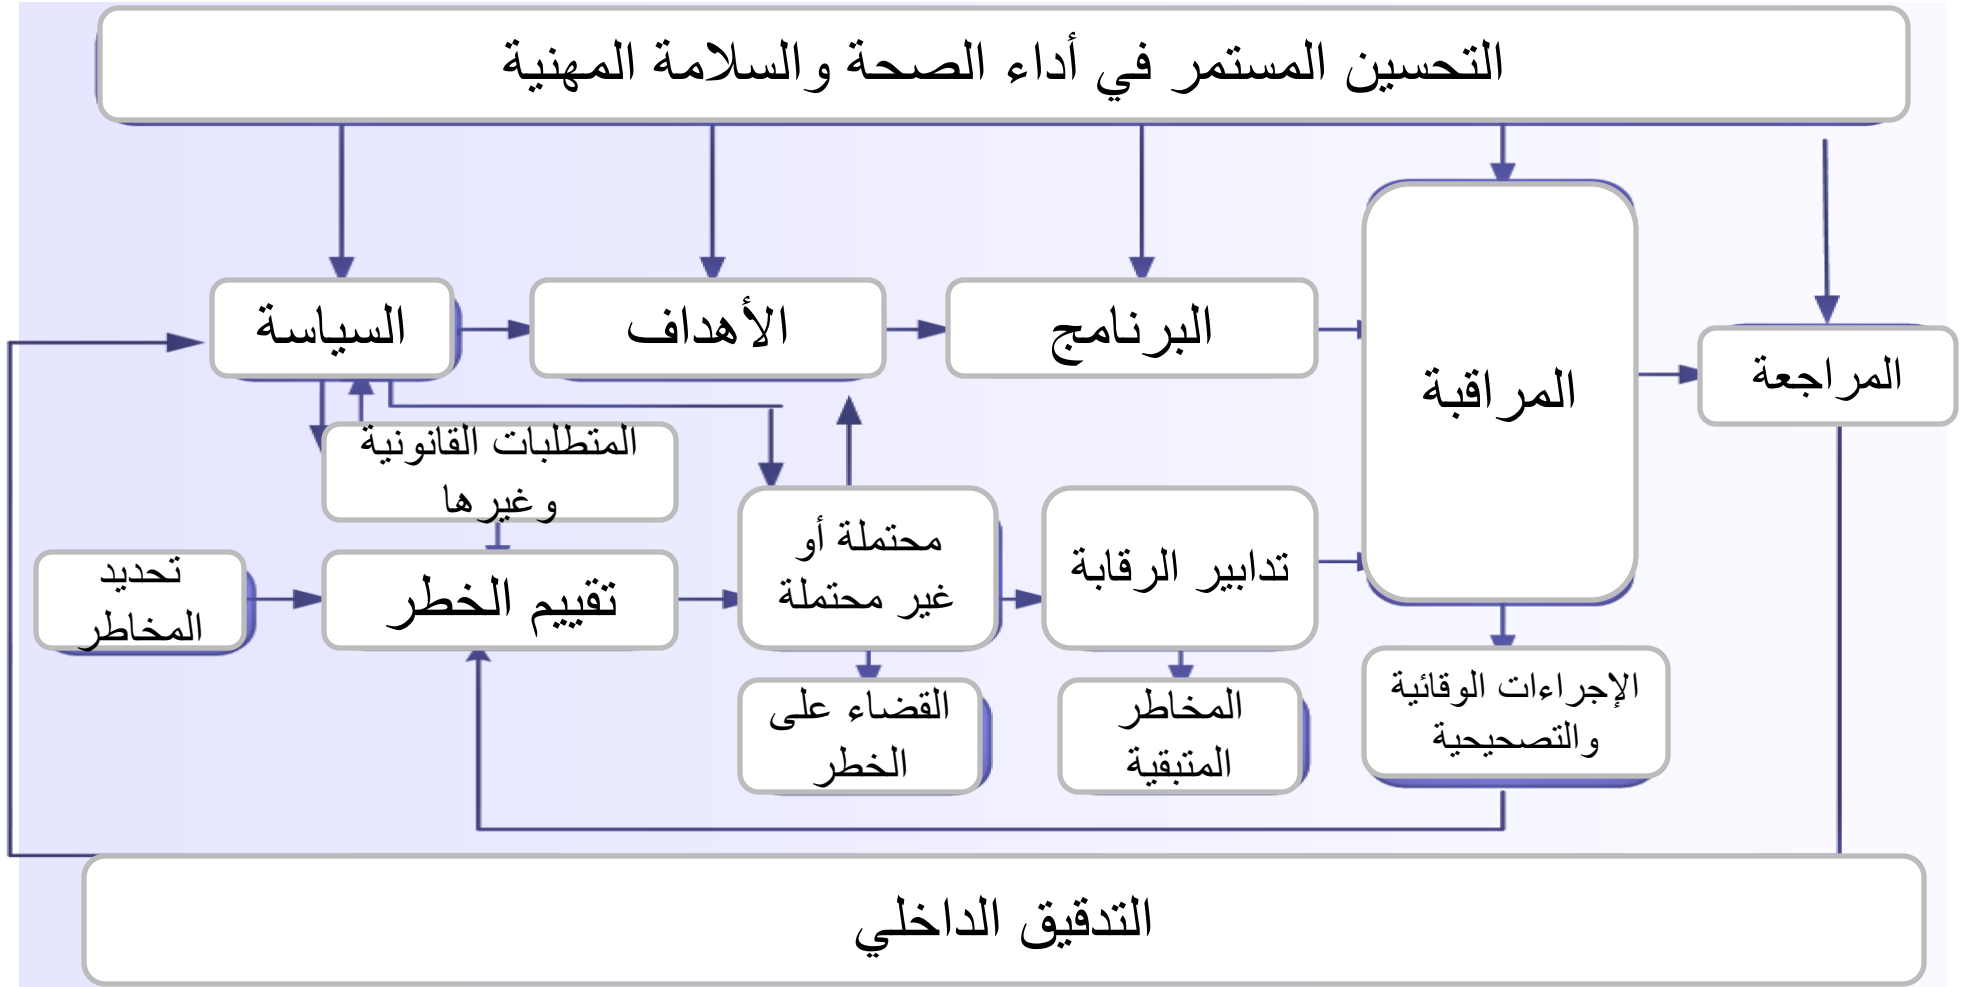 التحسين المستمر في أداء الصحة والسلامة المهنية
السياسة
الأهداف
البرنامج
المراقبة
المراجعة
المتطلبات القانونية
وغيرها
تحديد
المخاطر
تقييم الخطر
محتملة أو
غير محتملة
تدابير الرقابة
القضاء على
الخطر
المخاطر
المتبقية
الإجراءات الوقائية
والتصحيحية
التدقيق الداخلي